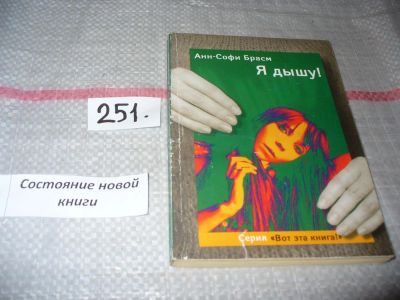 Анн-Софи Брасм
Я дышу!
251.
Состояние новой
книги
Серия «Вот эта книга!»